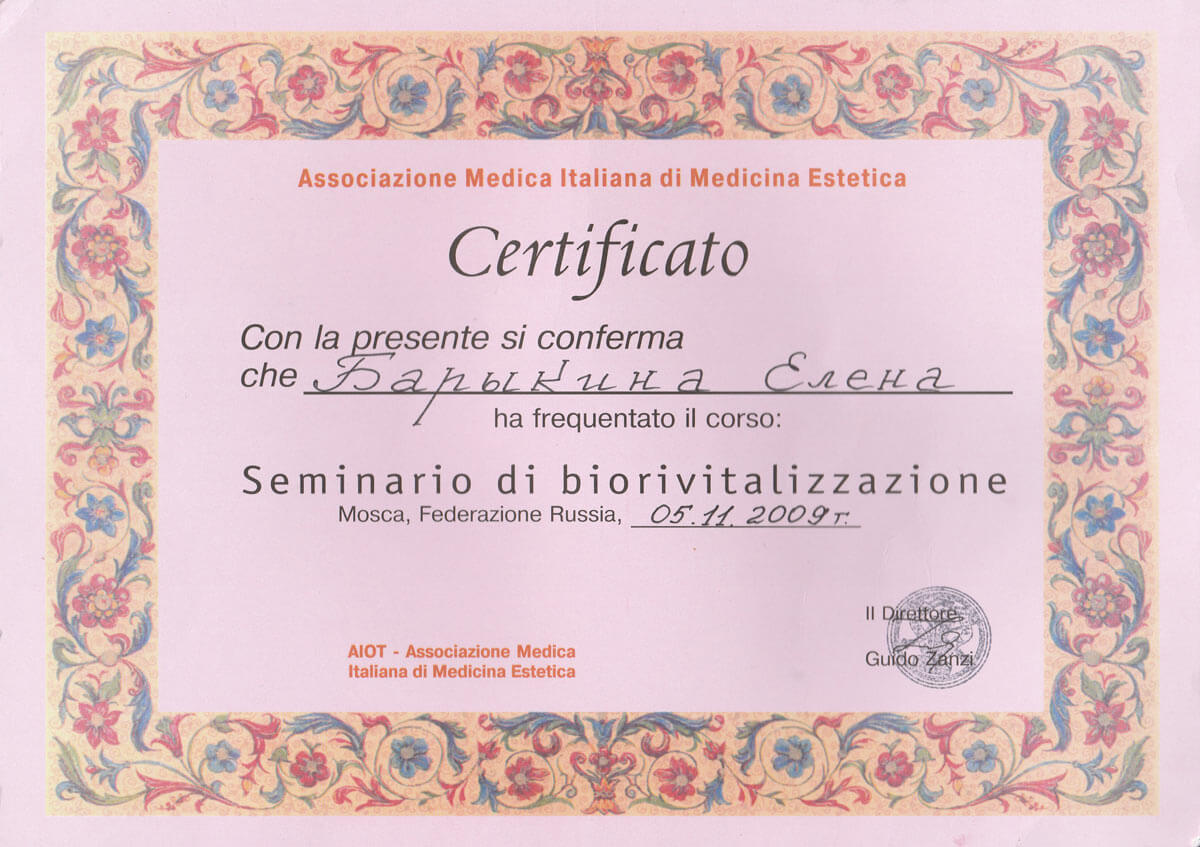 Associazione Medica Italiana di Medicina Estetica
Certificato
Con la presente si conferma
che Барыкина Елена
ha frequentato il corso:
Seminario di biorivitalizzazione
Mosca, Federazione Russia, 05.11.2009г.
Il Direttore
Guido Zanzi
AIOT - Associazione Medica
Italiana di Medicina Estetica